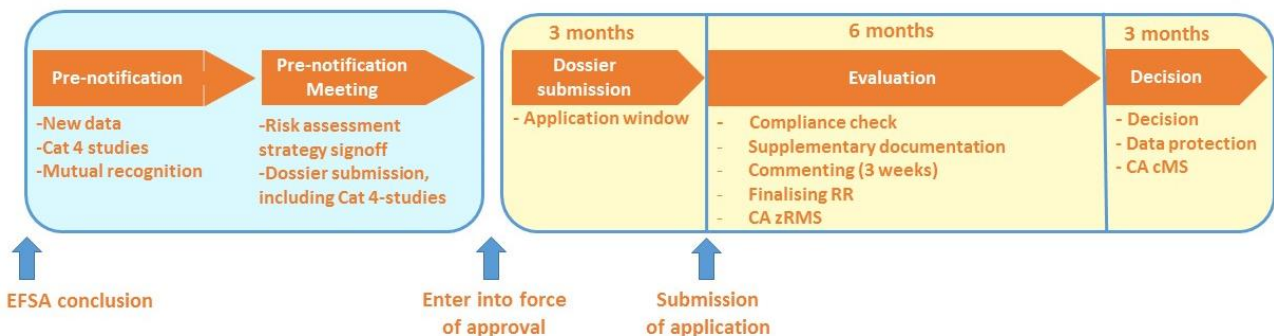 3 months
6 months
3 months
Pre-notification
Pre-notification
Meeting
Dossier
submission
Evaluation
Decision
-New data
-Cat 4 studies
-Mutual recognition
-Risk assessment
strategy signoff
-Dossier submission,
including Cat 4-studies
- Application window
- Compliance check
- Supplementary documentation
- Commenting (3 weeks)
- Finalising RR
- CA zRMS
- Decision
- Data protection
- CA cMS
EFSA conclusion
Enter into force
of approval
Submission
of application